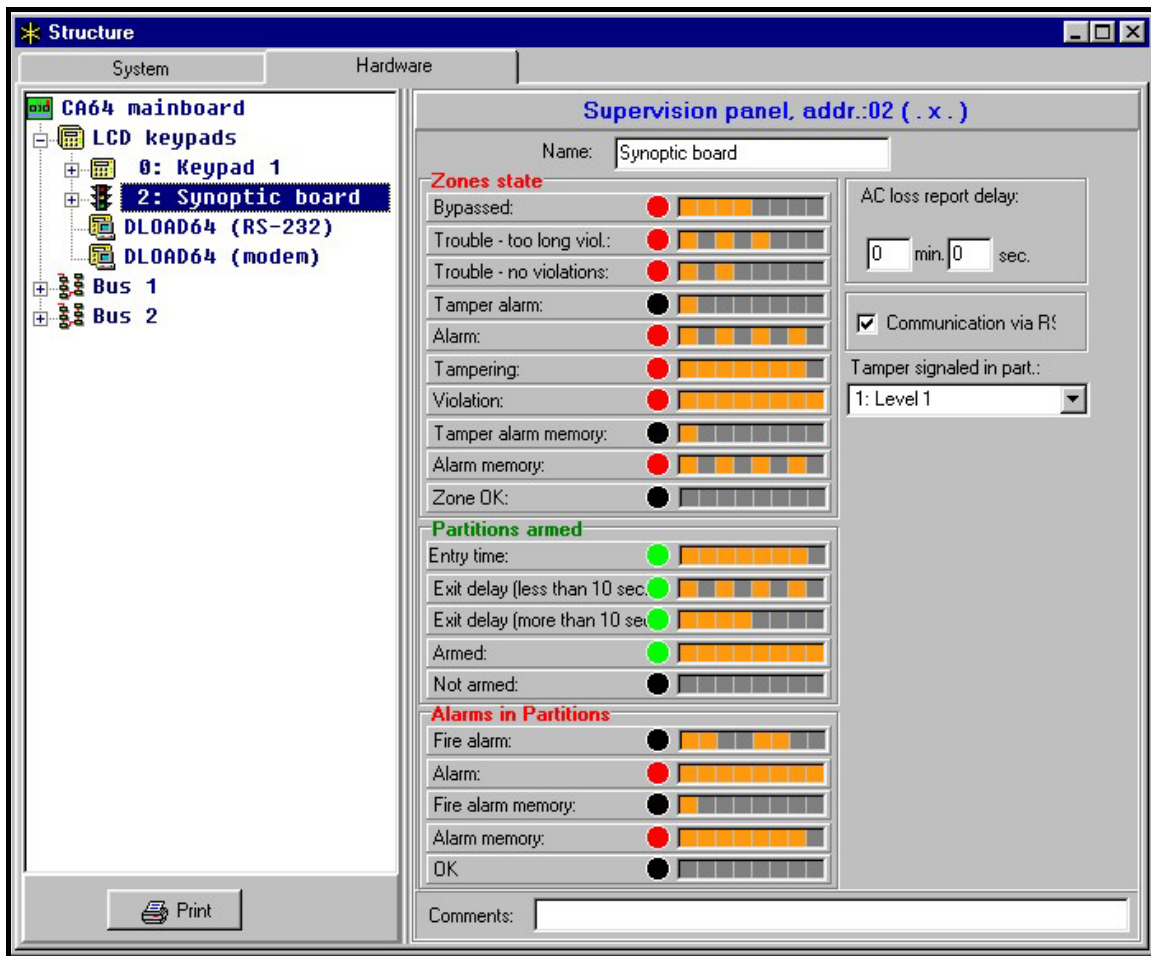 Structure
System
Hardware
CA64 mainboard
LCD keypads
0: Keypad 1
2: Synoptic board
DLOAD64 (RS-232)
DLOAD64 (modem)
Bus 1
Bus 2
Print
Supervision panel, addr.:02 ( . x . )
Name: Synoptic board
Zones state
Bypassed:
Trouble - too long viol.:
Trouble - no violations:
Tamper alarm:
Alarm:
Tampering:
Violation:
Tamper alarm memory:
Alarm memory:
Zone OK:
Partitions armed
Entry time:
Exit delay (less than 10 sec.
Exit delay (more than 10 sec
Armed:
Not armed:
Alarms in Partitions
Fire alarm:
Alarm:
Fire alarm memory:
Alarm memory:
OK
AC loss report delay:
0 min. 0 sec.
Communication via RS
Tamper signaled in part.:
1: Level 1
Comments: